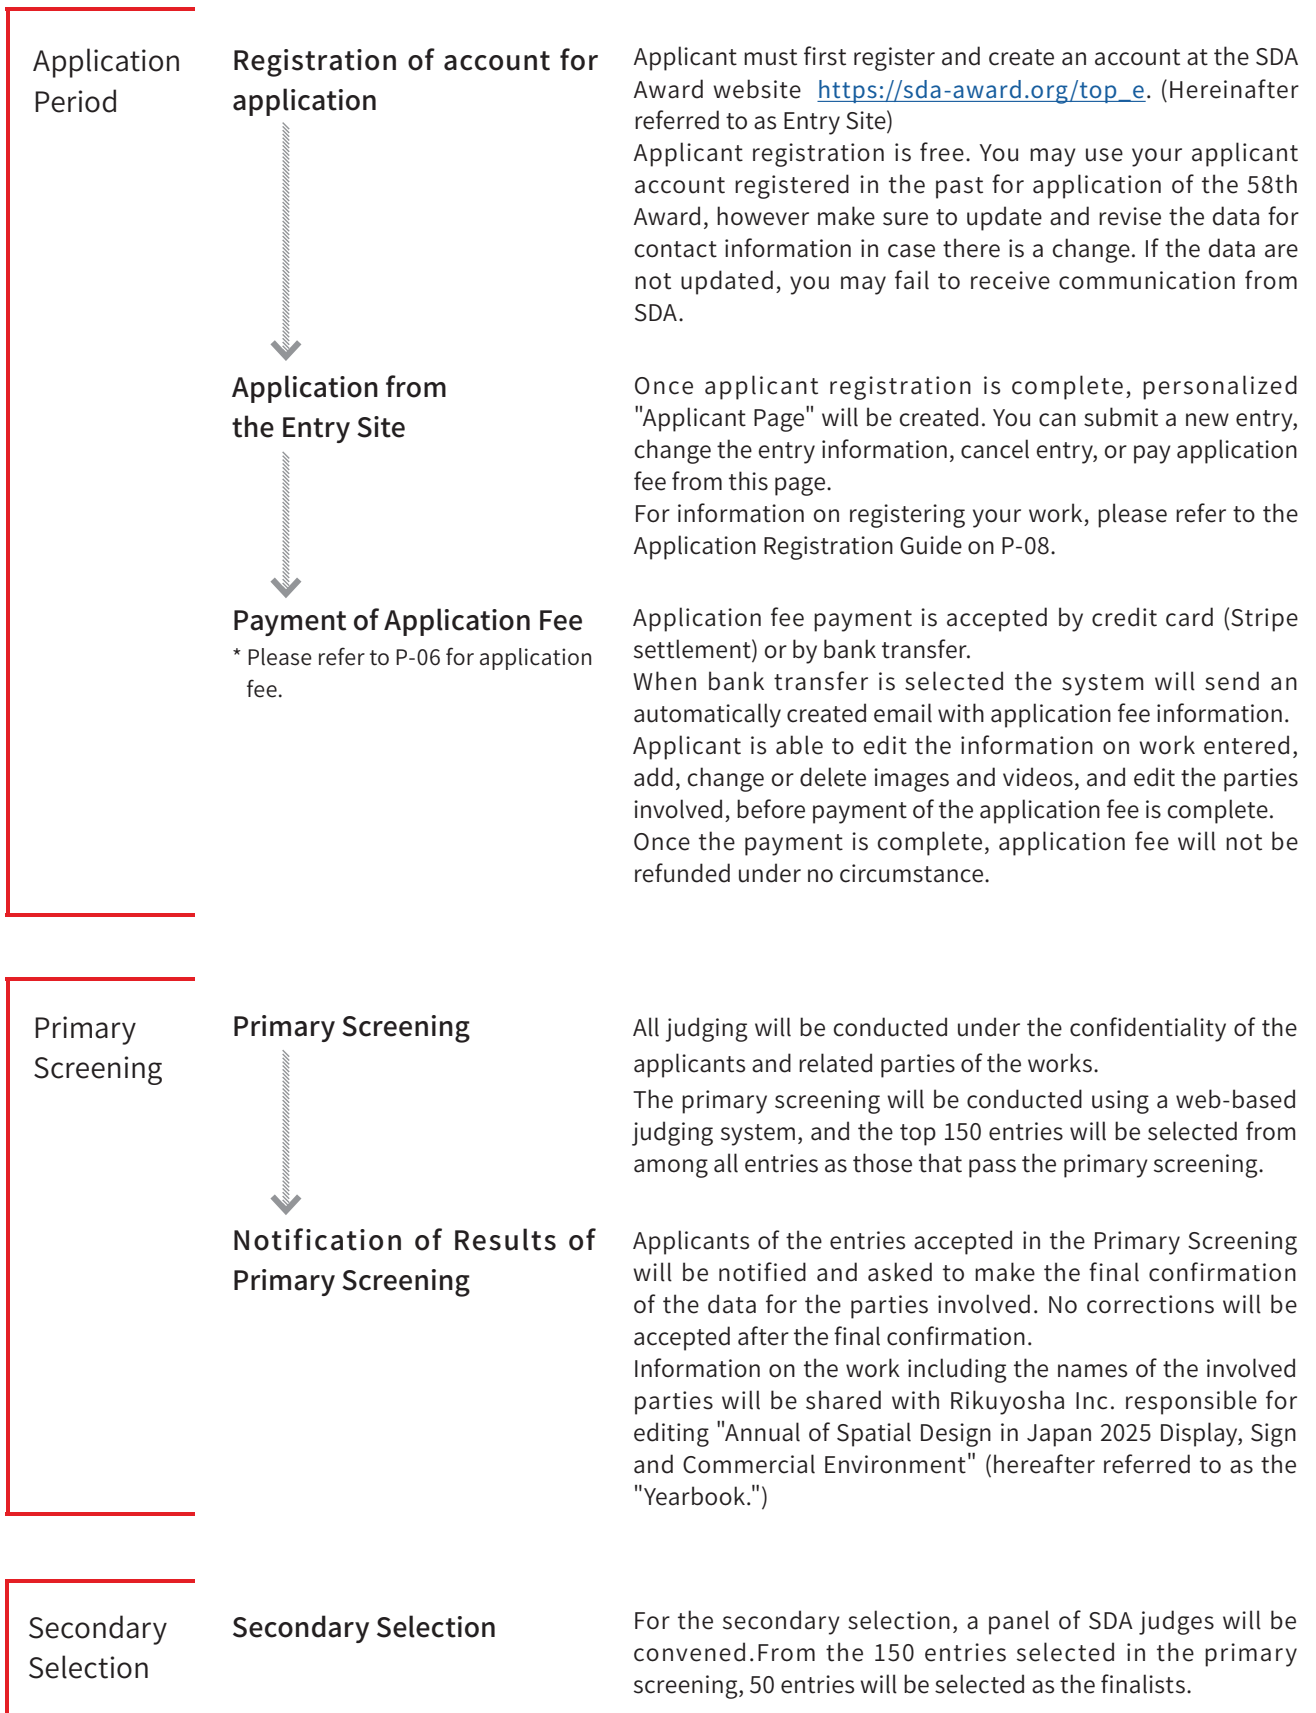 Application
Period
Registration of account for
application
Applicant must first register and create an account at the SDA
Award website https://sda-award.org/top_e. (Hereinafter
referred to as Entry Site)
Applicant registration is free. You may use your applicant
account registered in the past for application of the 58th
Award, however make sure to update and revise the data for
contact information in case there is a change. If the data are
not updated, you may fail to receive communication from
SDA.
Application from
the Entry Site
Once applicant registration is complete, personalized
"Applicant Page" will be created. You can submit a new entry,
change the entry information, cancel entry, or pay application
fee from this page.
For information on registering your work, please refer to the
Application Registration Guide on P-08.
Payment of Application Fee
* Please refer to P-06 for application
fee.
Application fee payment is accepted by credit card (Stripe
settlement) or by bank transfer.
When bank transfer is selected the system will send an
automatically created email with application fee information.
Applicant is able to edit the information on work entered,
add, change or delete images and videos, and edit the parties
involved, before payment of the application fee is complete.
Once the payment is complete, application fee will not be
refunded under no circumstance.
Primary
Screening
Primary Screening
All judging will be conducted under the confidentiality of the
applicants and related parties of the works.
The primary screening will be conducted using a web-based
judging system, and the top 150 entries will be selected from
among all entries as those that pass the primary screening.
Notification of Results of
Primary Screening
Applicants of the entries accepted in the Primary Screening
will be notified and asked to make the final confirmation
of the data for the parties involved. No corrections will be
accepted after the final confirmation.
Information on the work including the names of the involved
parties will be shared with Rikuyosha Inc. responsible for
editing "Annual of Spatial Design in Japan 2025 Display, Sign
and Commercial Environment" (hereafter referred to as the
"Yearbook.")
Secondary
Selection
Secondary Selection
For the secondary selection, a panel of SDA judges will be
convened.From the 150 entries selected in the primary
screening, 50 entries will be selected as the finalists.